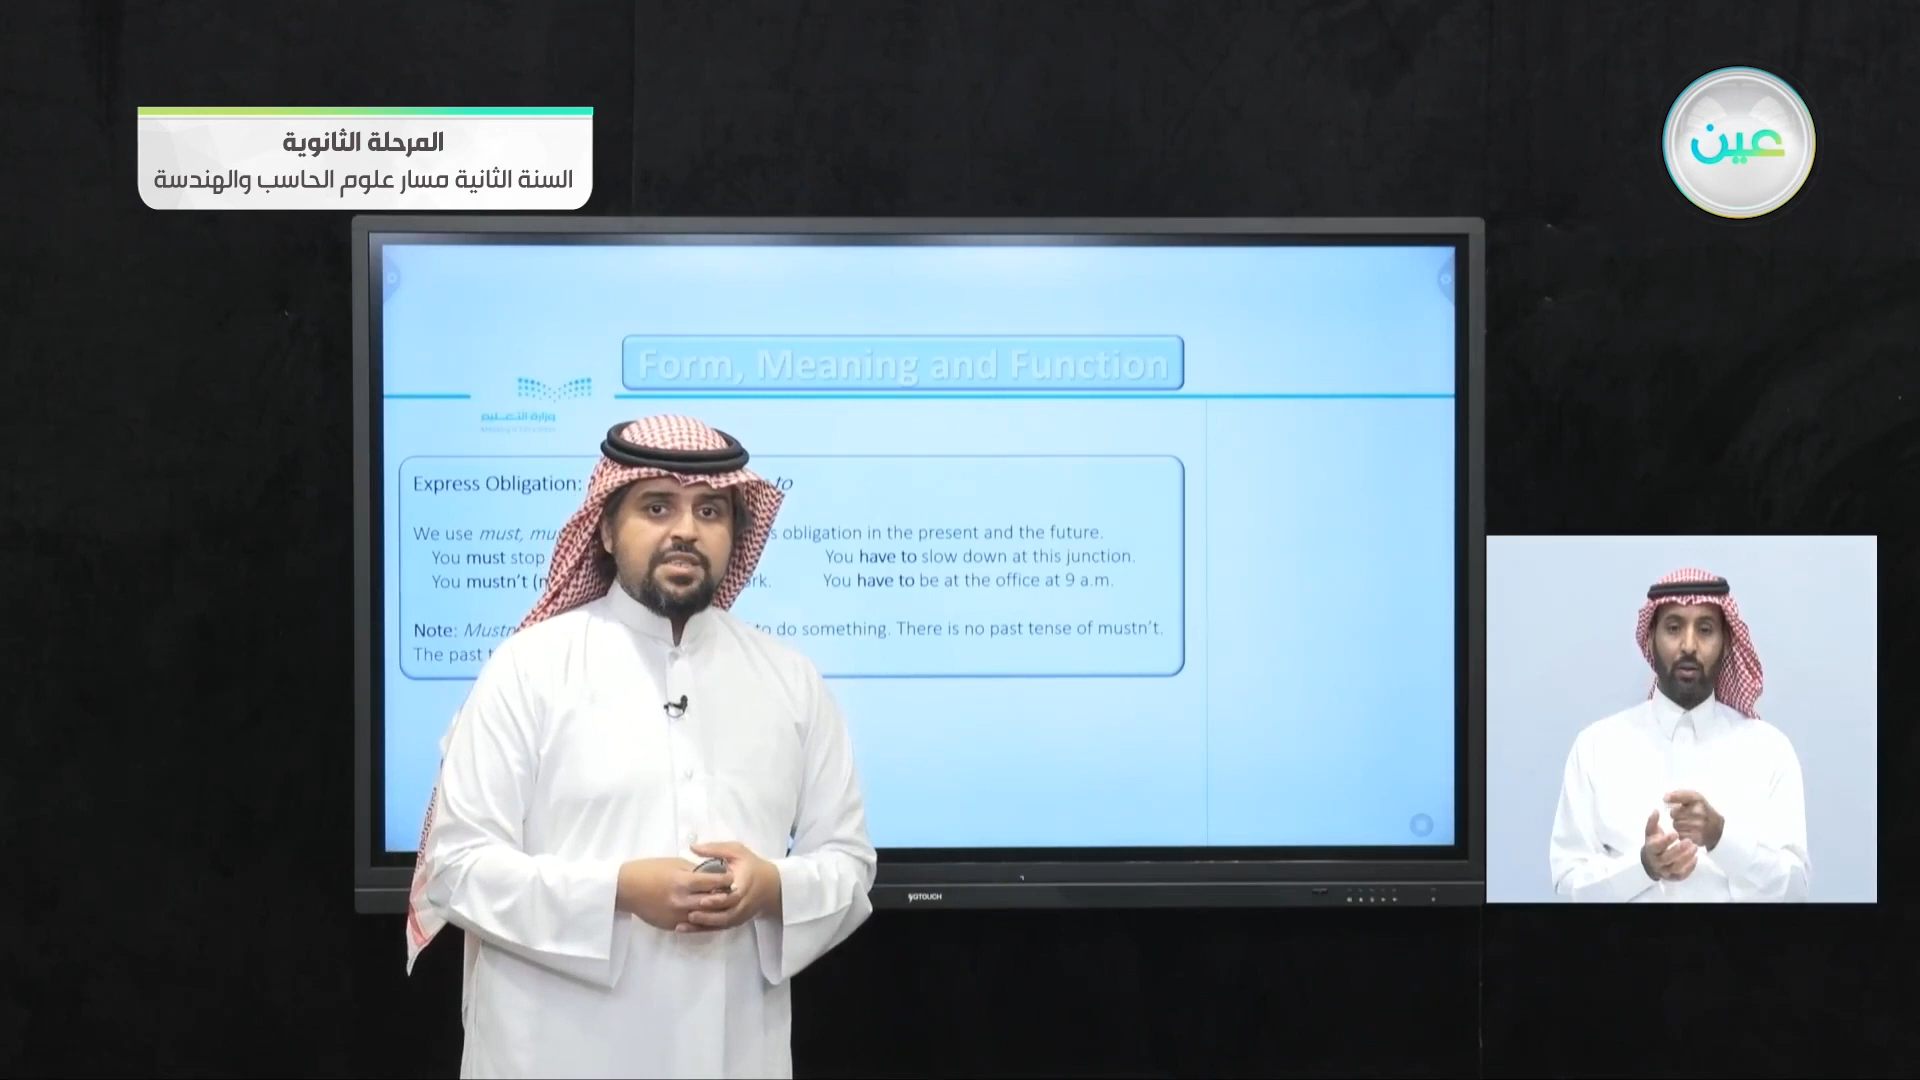 المرحلة الثانوية
السنة الثانية مسار علوم الحاسب والهندسة
عين
Form, Meaning and Function
وزارة التعليم
Express Obligation: to
We use must, obligation in the present and the future.
You must stop You have to slow down at this junction.
You mustn't You have to be at the office at 9 a.m.
Note: to do something. There is no past tense of mustn't.
The past